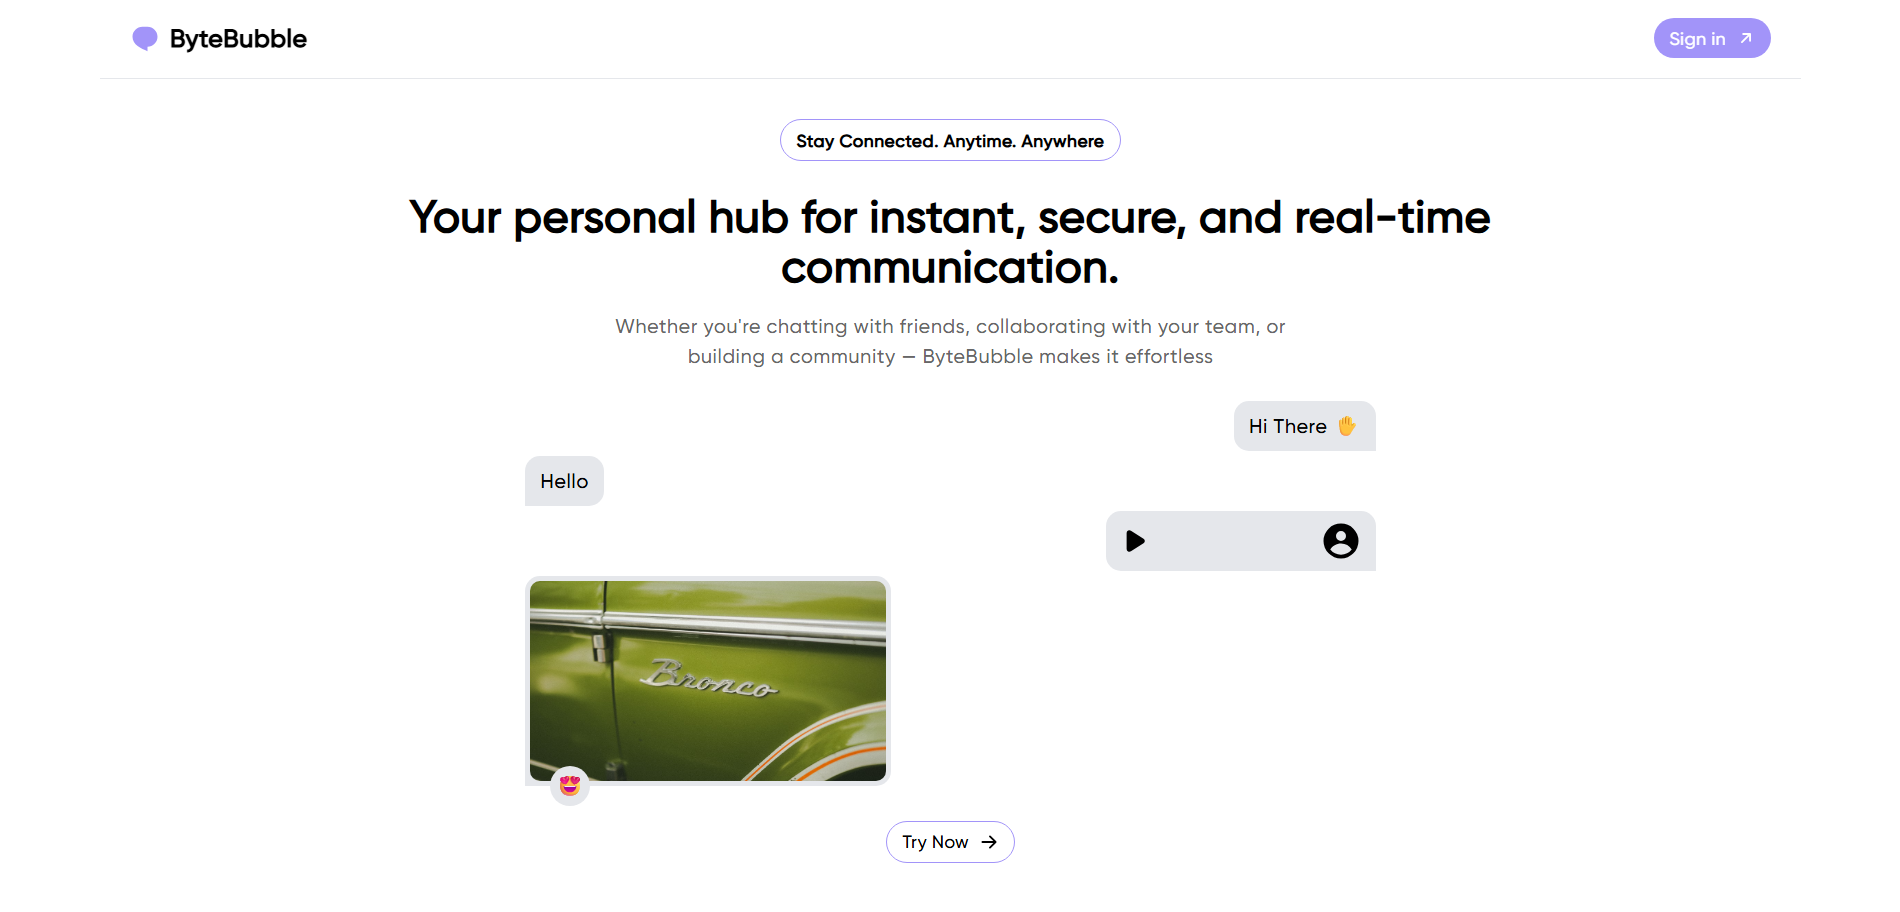 ByteBubble
Sign in
Stay Connected. Anytime. Anywhere
Your personal hub for instant, secure, and real-time
communication.
Whether you're chatting with friends, collaborating with your team, or
building a community — ByteBubble makes it effortless
Hi There 🤚
Hello
Bronco
Try Now